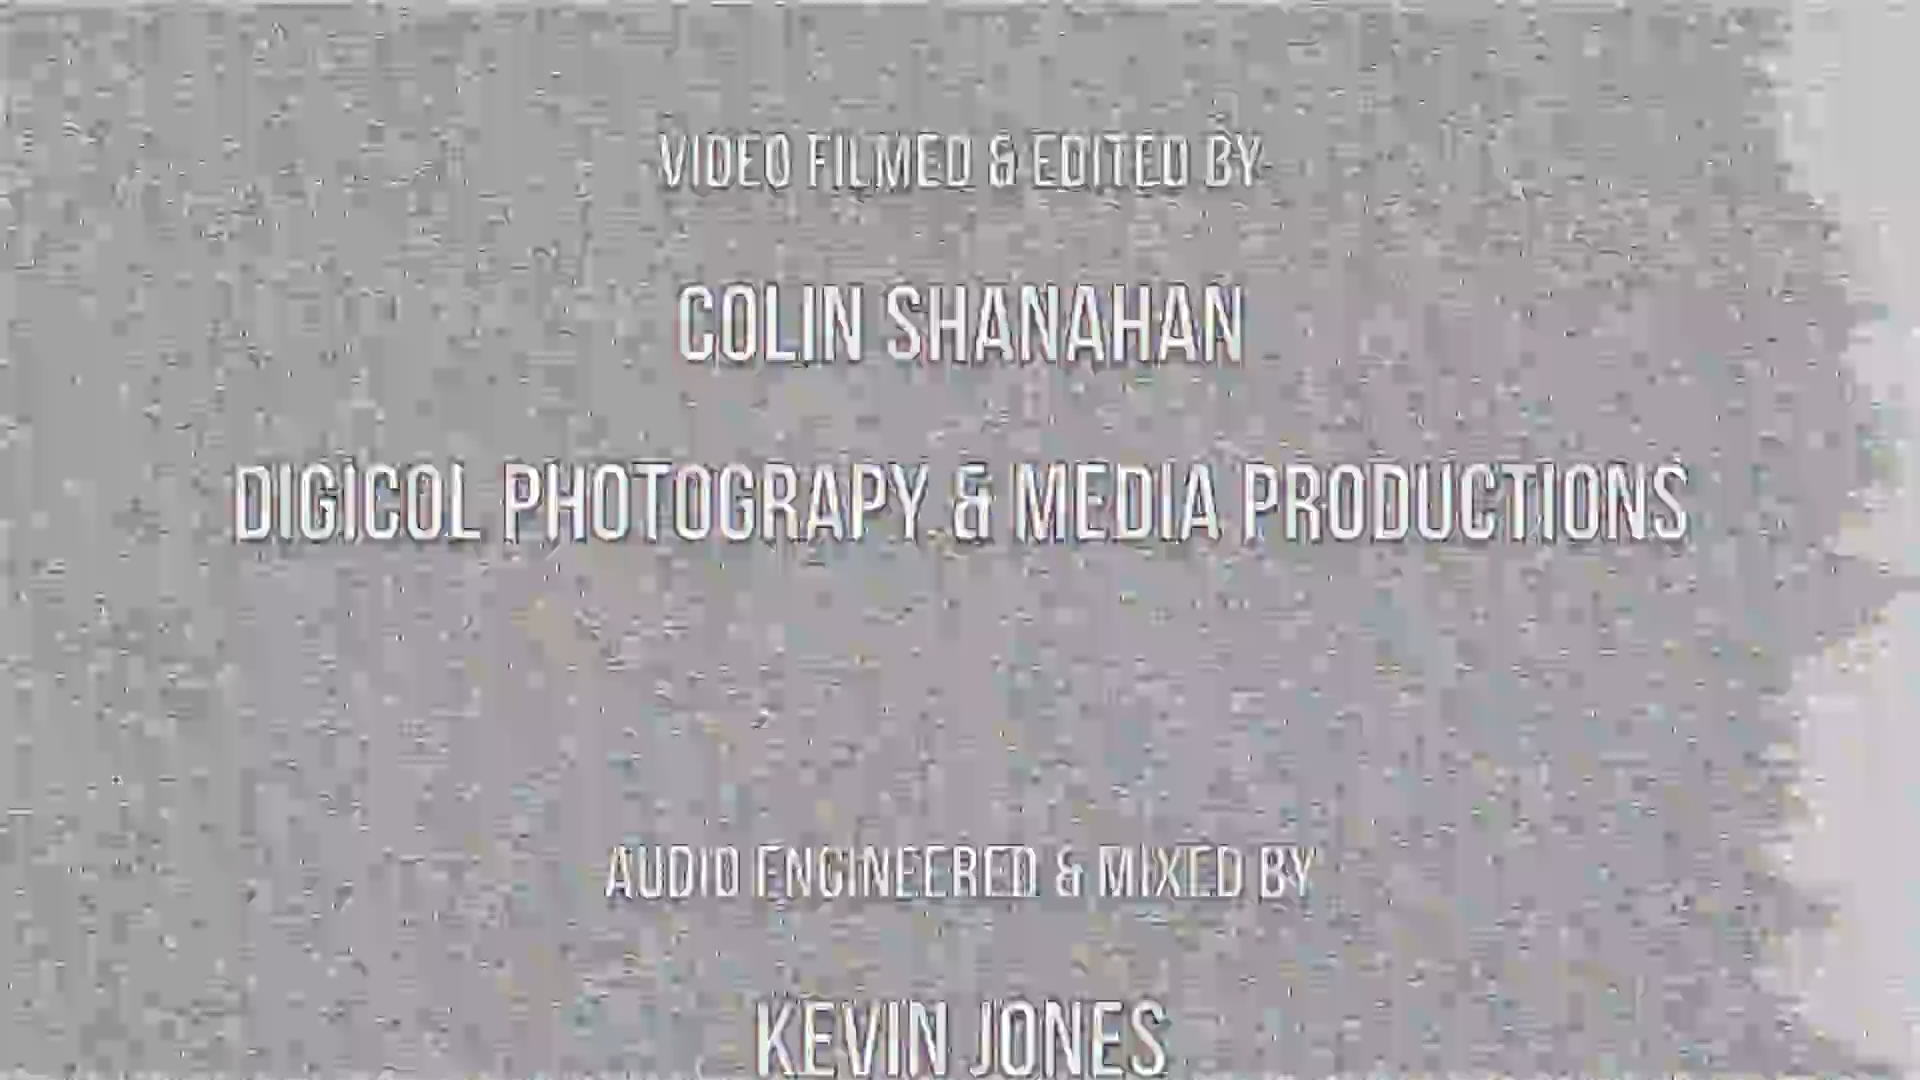 VIDEO FILMED & EDITED BY
COLIN SHANAHAN
DIGICOL PHOTOGRAPY & MEDIA PRODUCTIONS
AUDIO ENGINEERED & MIXED BY
KEVIN JONES